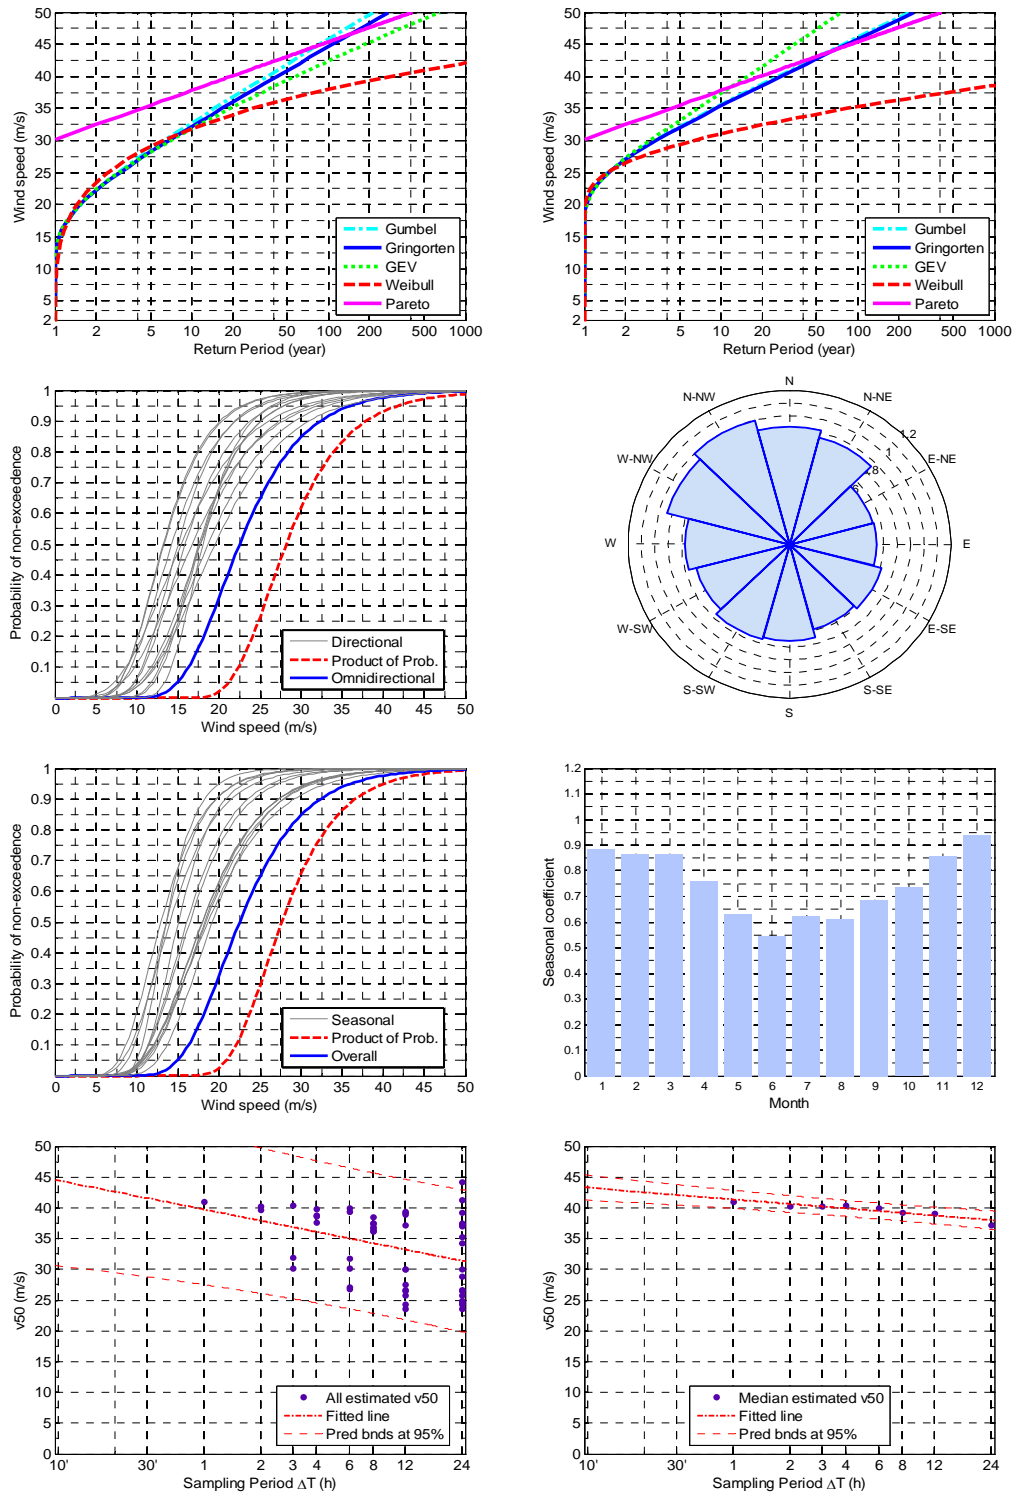 50
45
40
35
30
25
20
15
10
5
2
Wind speed (m/s)
1 2 5 10 20 50 100 200 500 1000
Return Period (year)
Gumbel
Gringorten
GEV
Weibull
Pareto
50
45
40
35
30
25
20
15
10
5
2
Wind speed (m/s)
1 2 5 10 20 50 100 200 500 1000
Return Period (year)
Gumbel
Gringorten
GEV
Weibull
Pareto
1
0.9
0.8
0.7
0.6
0.5
0.4
0.3
0.2
0.1
Probability of non-exceedence
0 5 10 15 20 25 30 35 40 45 50
Wind speed (m/s)
Directional
Product of Prob.
Omnidirectional
N
N-NE
E-NE
E
E-SE
S-SE
S
S-SW
W-SW
W
W-NW
N-NW
1.2
1
1
0.9
0.8
0.7
0.6
0.5
0.4
0.3
0.2
0.1
Probability of non-exceedence
0 5 10 15 20 25 30 35 40 45 50
Wind speed (m/s)
Seasonal
Product of Prob.
Overall
1.2
1.1
1
0.9
0.8
0.7
0.6
0.5
0.4
0.3
0.2
0.1
0
Seasonal coefficient
1 2 3 4 5 6 7 8 9 10 11 12
Month
50
45
40
35
30
25
20
15
10
5
0
v50 (m/s)
10' 30' 1 2 3 4 6 8 12 24
Sampling Period ΔT (h)
All estimated v50
Fitted line
Pred bnds at 95%
50
45
40
35
30
25
20
15
10
5
0
v50 (m/s)
10' 30' 1 2 3 4 6 8 12 24
Sampling Period ΔT (h)
Median estimated v50
Fitted line
Pred bnds at 95%